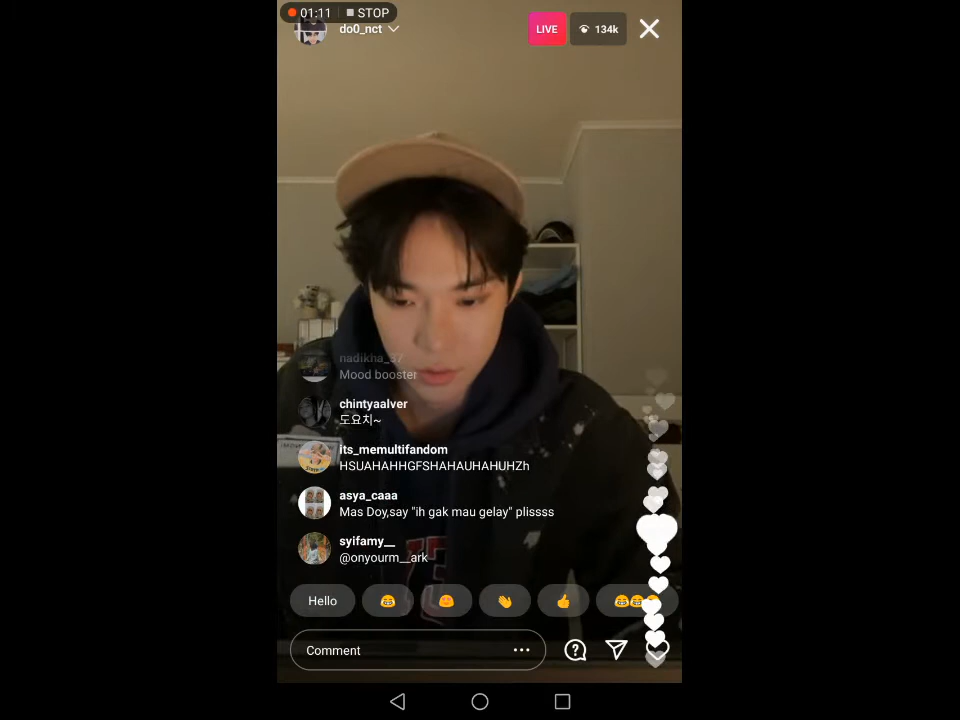 01:11 STOP
do0_nct
LIVE
134k
nadikha_37
Mood booster
chintyaalver
도요치~
its_memultifandom
HSUAHAHHGFSHAHAUHAHUHZh
asya_caaa
Mas Doy,say "ih gak mau gelay" plissss
syifamy__
@onyourm__ark
Hello
Comment